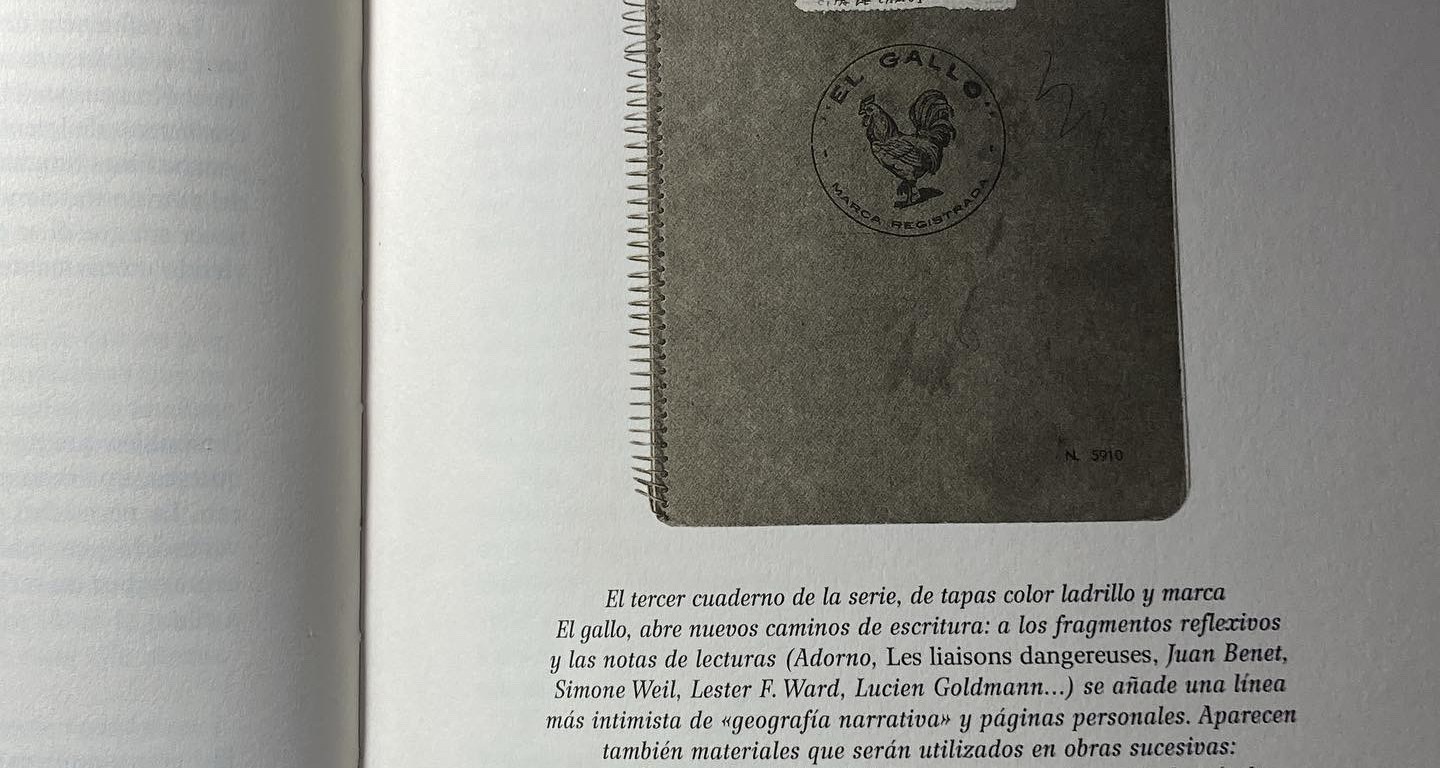 EL GALLO
MARCA REGISTRADA
N. 5910
El tercer cuaderno de la serie, de tapas color ladrillo y marca
El gallo, abre nuevos caminos de escritura: a los fragmentos reflexivos
y las notas de lecturas (Adorno, Les liaisons dangereuses, Juan Benet,
Simone Weil, Lester F. Ward, Lucien Goldmann...) se añade una línea
más intimista de «geografía narrativa» y páginas personales. Aparecen
también materiales que serán utilizados en obras sucesivas: